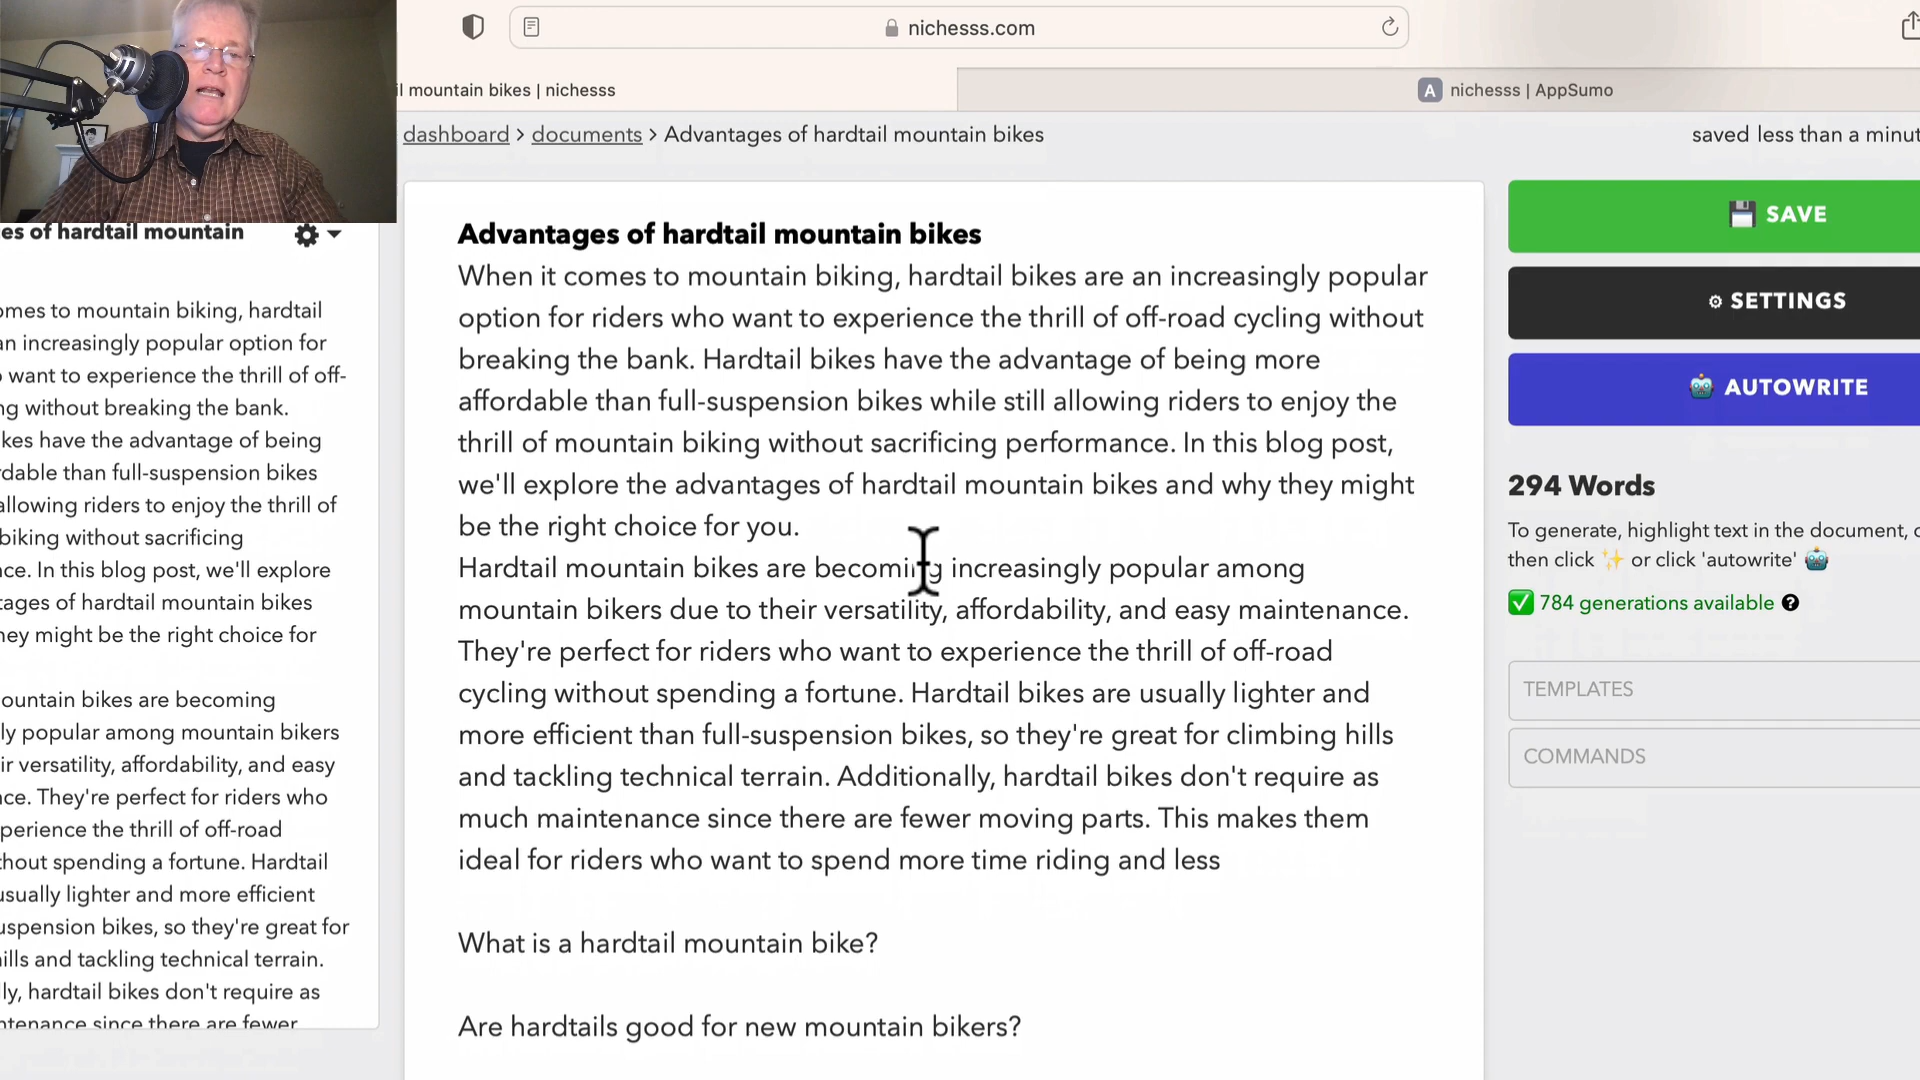 nichesss.com
il mountain bikes | nichesss
A nichesss | AppSumo
dashboard > documents > Advantages of hardtail mountain bikes
saved less than a minut
es of hardtail mountain
omes to mountain biking, hardtail
an increasingly popular option for
o want to experience the thrill of off-
ng without breaking the bank.
kes have the advantage of being
rdable than full-suspension bikes
allowing riders to enjoy the thrill of
biking without sacrificing
nce. In this blog post, we'll explore
tages of hardtail mountain bikes
hey might be the right choice for
ountain bikes are becoming
ly popular among mountain bikers
ir versatility, affordability, and easy
nce. They're perfect for riders who
perience the thrill of off-road
thout spending a fortune. Hardtail
usually lighter and more efficient
uspension bikes, so they're great for
ills and tackling technical terrain.
lly, hardtail bikes don't require as
ntenance since there are fewer
Advantages of hardtail mountain bikes
When it comes to mountain biking, hardtail bikes are an increasingly popular
option for riders who want to experience the thrill of off-road cycling without
breaking the bank. Hardtail bikes have the advantage of being more
affordable than full-suspension bikes while still allowing riders to enjoy the
thrill of mountain biking without sacrificing performance. In this blog post,
we'll explore the advantages of hardtail mountain bikes and why they might
be the right choice for you.
Hardtail mountain bikes are becoming increasingly popular among
mountain bikers due to their versatility, affordability, and easy maintenance.
They're perfect for riders who want to experience the thrill of off-road
cycling without spending a fortune. Hardtail bikes are usually lighter and
more efficient than full-suspension bikes, so they're great for climbing hills
and tackling technical terrain. Additionally, hardtail bikes don't require as
much maintenance since there are fewer moving parts. This makes them
ideal for riders who want to spend more time riding and less
What is a hardtail mountain bike?
Are hardtails good for new mountain bikers?
SAVE
SETTINGS
AUTOWRITE
294 Words
To generate, highlight text in the document,
then click ✨ or click 'autowrite' 🤖
784 generations available
TEMPLATES
COMMANDS